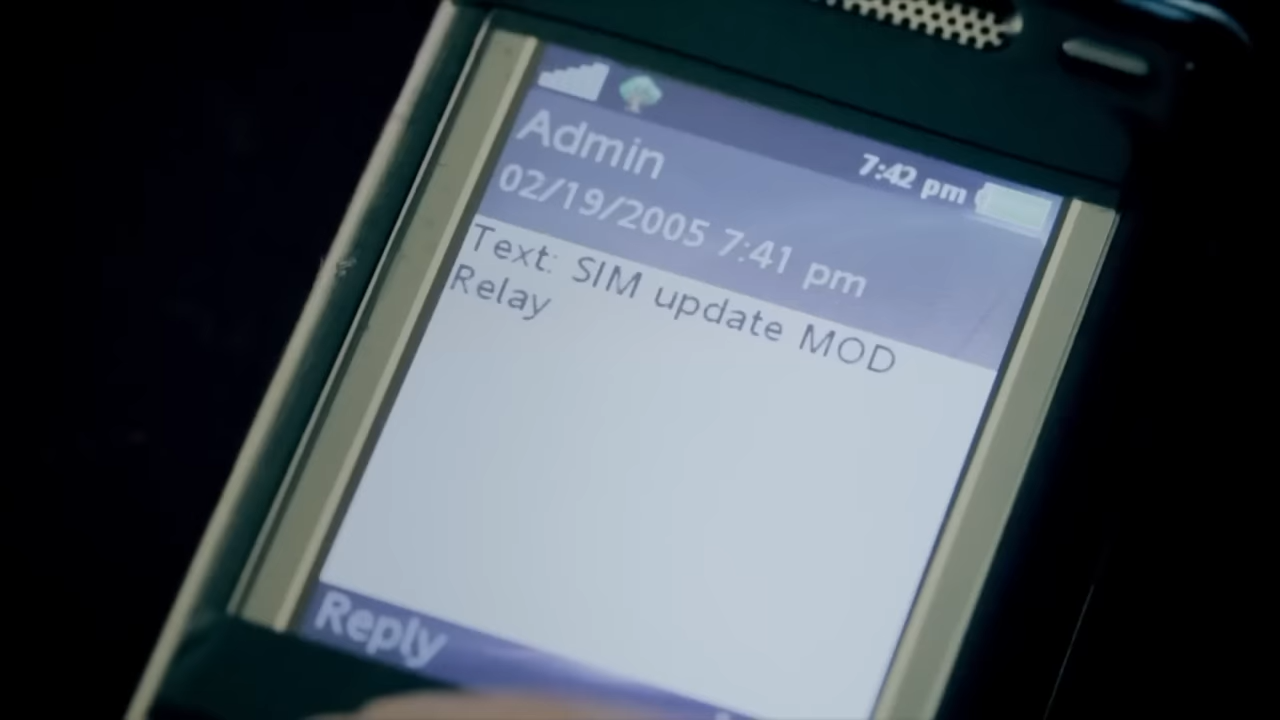 7:42 pm
Admin
02/19/2005 7:41 pm
Text: SIM update MOD
Relay
Reply